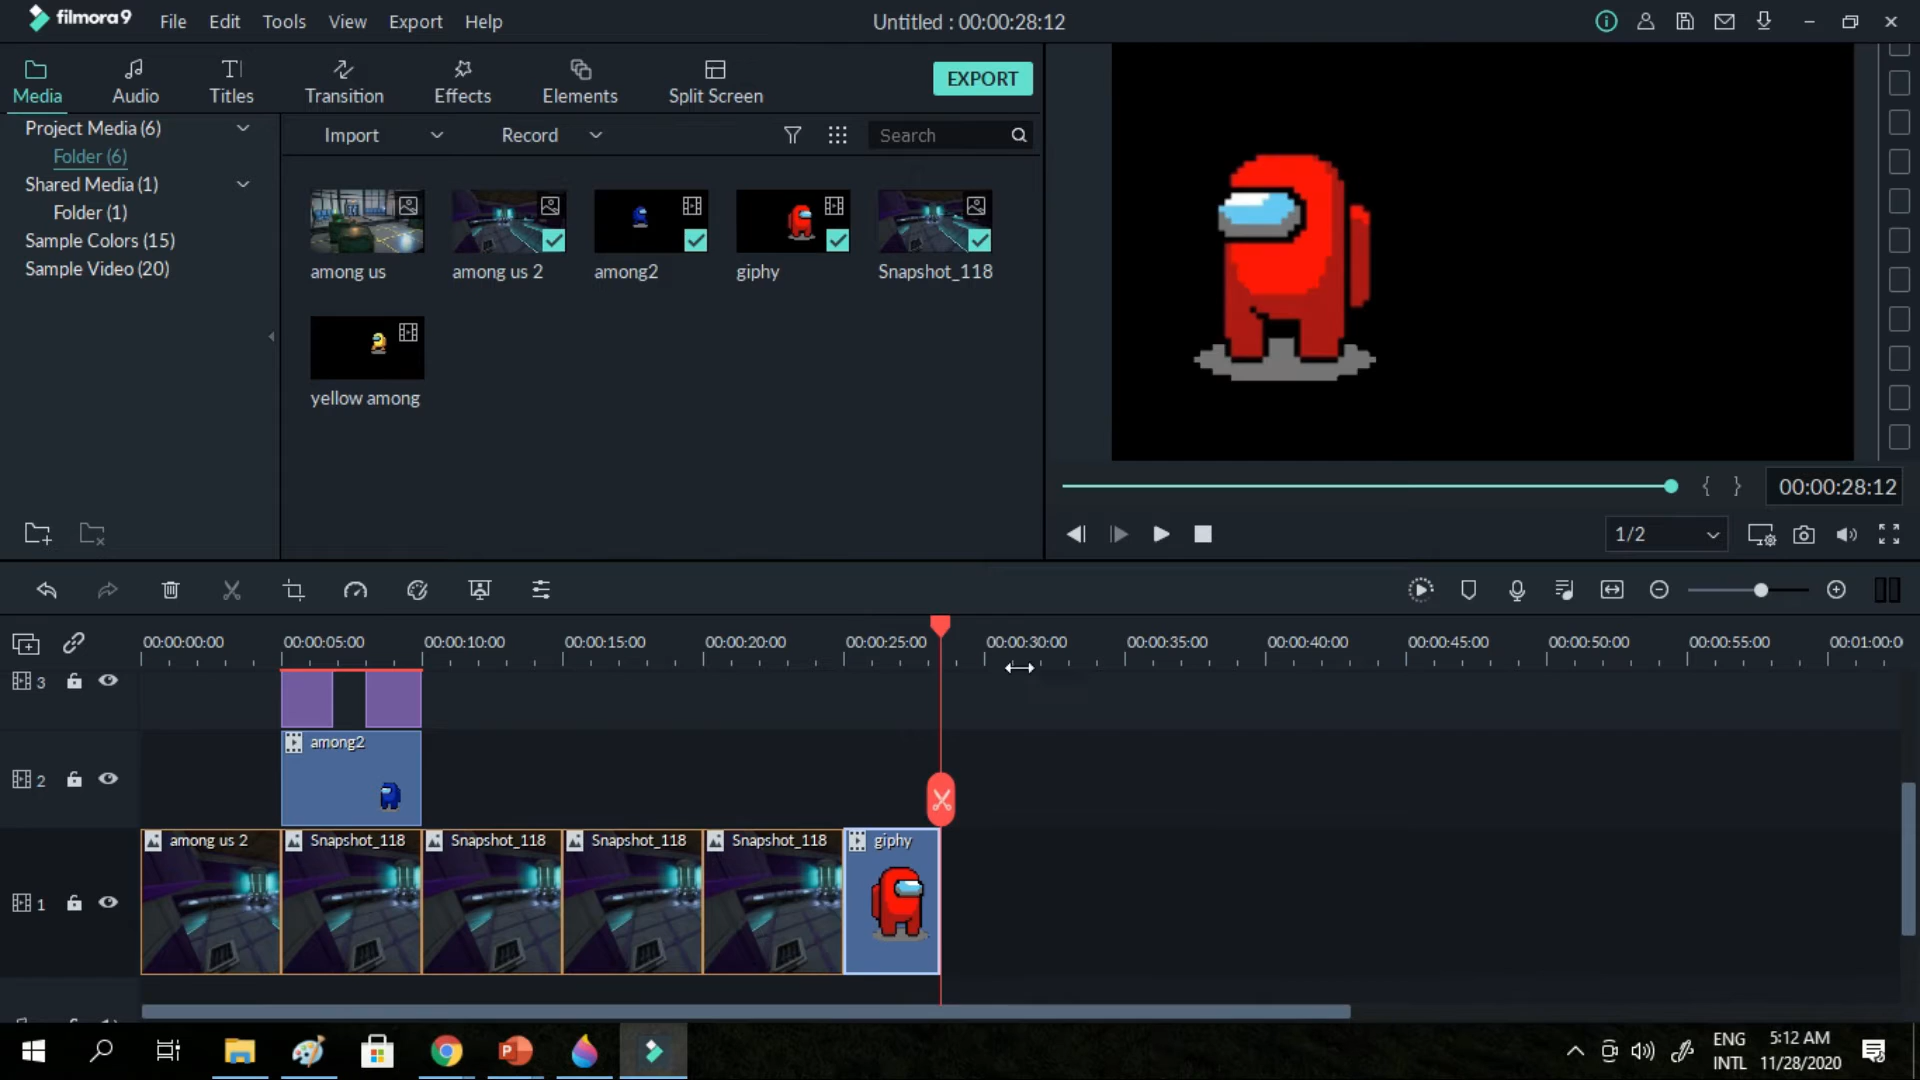 filmora9 File Edit Tools View Export Help Untitled : 00:00:28:12
Media Audio Titles Transition Effects Elements Split Screen EXPORT
Project Media (6)
Folder (6)
Shared Media (1)
Folder (1)
Sample Colors (15)
Sample Video (20)
Import Record Search
among us among us 2 among2 giphy Snapshot_118
yellow among
00:00:28:12
1/2
00:00:00:00 00:00:05:00 00:00:10:00 00:00:15:00 00:00:20:00 00:00:25:00 00:00:30:00 00:00:35:00 00:00:40:00 00:00:45:00 00:00:50:00 00:00:55:00 00:01:00:0
3
among2
2
among us 2 Snapshot_118 Snapshot_118 Snapshot_118 Snapshot_118 giphy
1
ENG 5:12 AM
INTL 11/28/2020